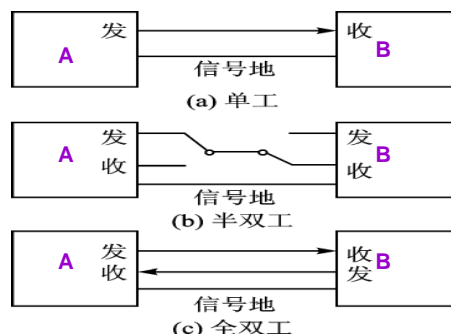 A 发 收 B
信号地
(a) 单工
A 发 发 B
收 收
信号地
(b) 半双工
A 发 收 B
收 发
信号地
(c) 全双工